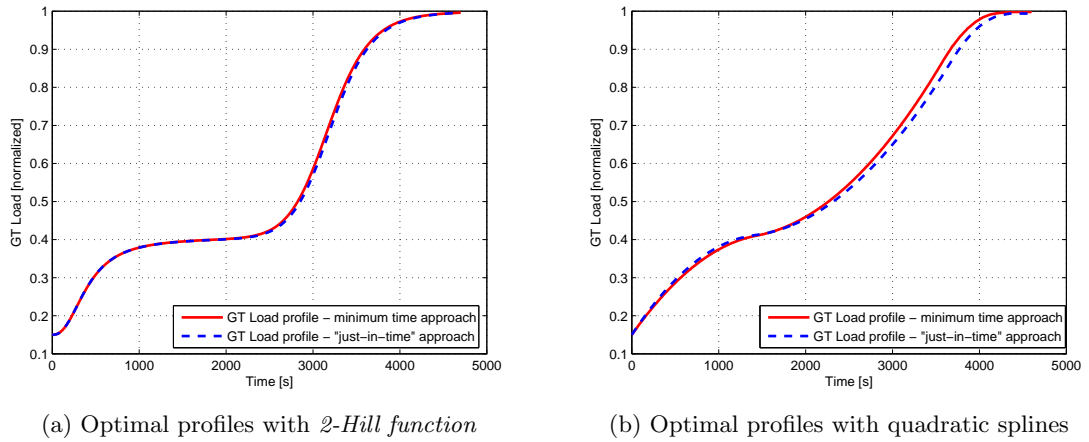 1
0.9
0.8
0.7
0.6
0.5
0.4
0.3
0.2
0.1
GT Load [normalized]
0 1000 2000 3000 4000 5000
Time [s]
GT Load profile – minimum time approach
GT Load profile – "just-in-time" approach
(a) Optimal profiles with 2-Hill function
1
0.9
0.8
0.7
0.6
0.5
0.4
0.3
0.2
0.1
GT Load [normalized]
0 1000 2000 3000 4000 5000
Time [s]
GT Load profile – minimum time approach
GT Load profile – "just-in-time" approach
(b) Optimal profiles with quadratic splines